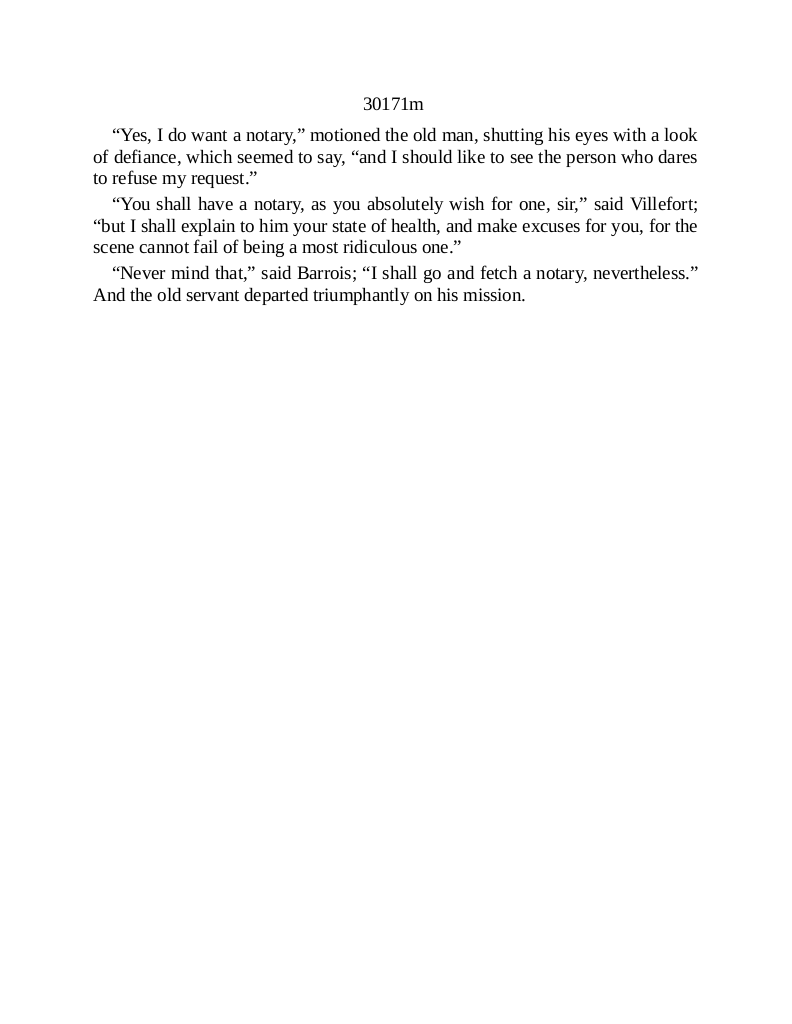 30171m
“Yes, I do want a notary,” motioned the old man, shutting his eyes with a look
of defiance, which seemed to say, “and I should like to see the person who dares
to refuse my request.”
“You shall have a notary, as you absolutely wish for one, sir,” said Villefort;
“but I shall explain to him your state of health, and make excuses for you, for the
scene cannot fail of being a most ridiculous one.”
“Never mind that,” said Barrois; “I shall go and fetch a notary, nevertheless.”
And the old servant departed triumphantly on his mission.